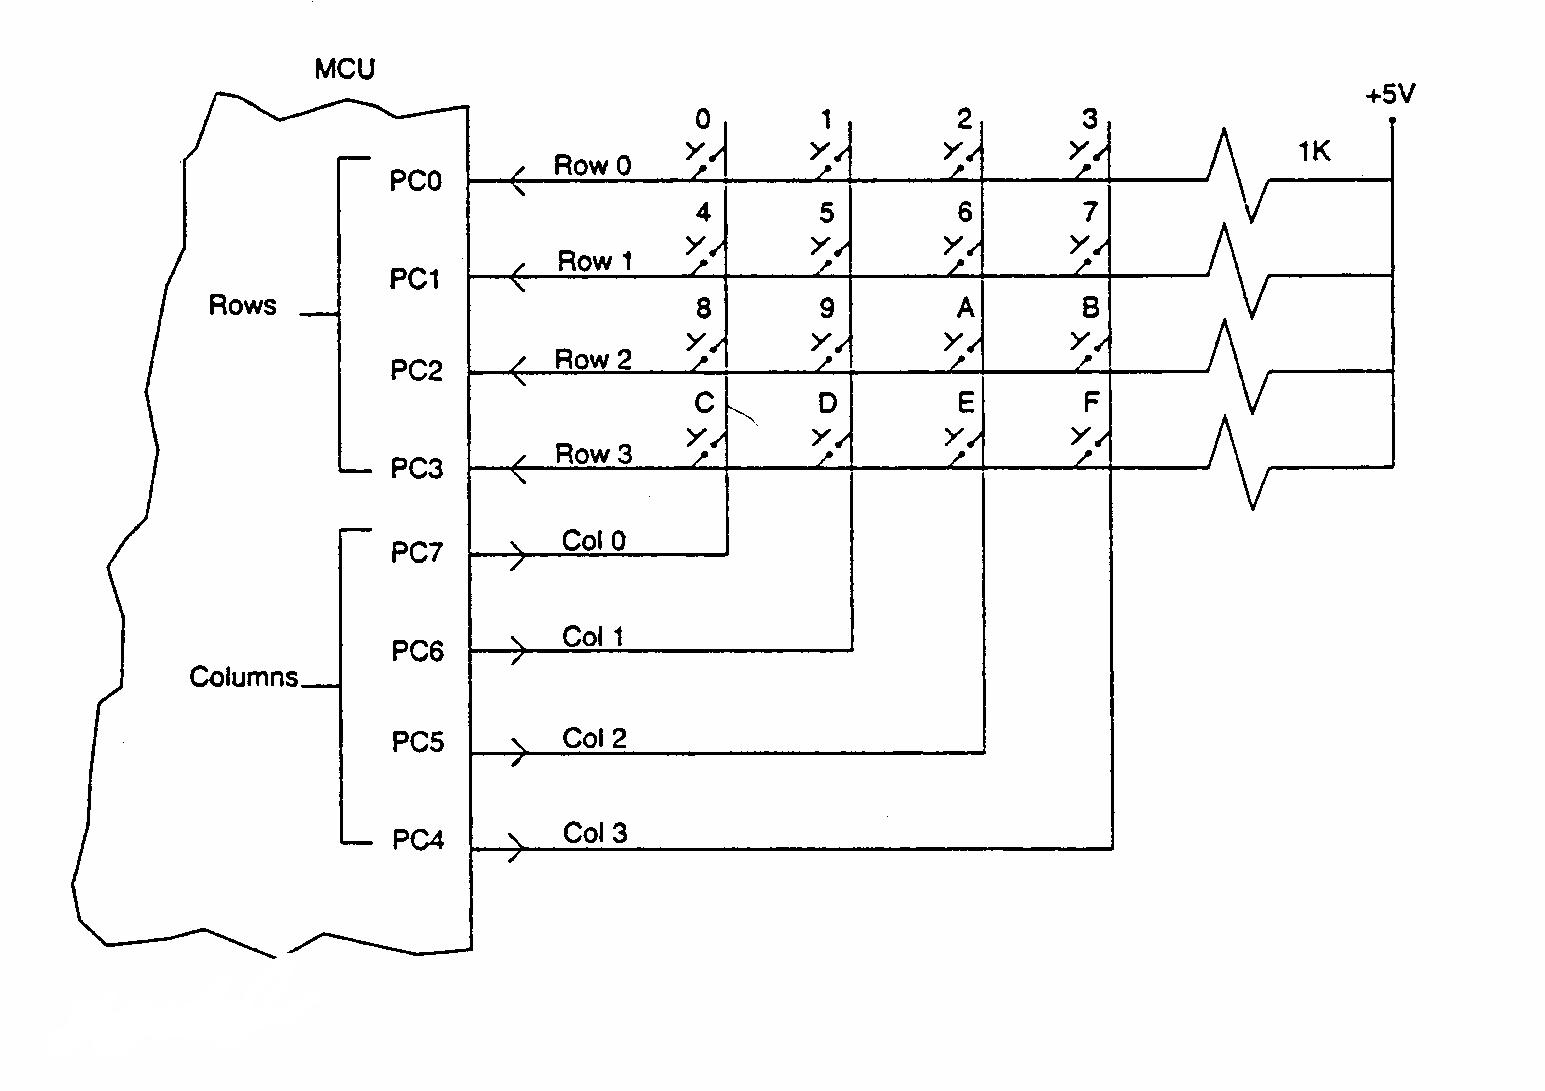 MCU
+5V
0 1 2 3
1K
PC0 Row 0
4 5 6 7
PC1 Row 1
Rows
8 9 A B
PC2 Row 2
C D E F
PC3 Row 3
PC7 Col 0
PC6 Col 1
Columns
PC5 Col 2
PC4 Col 3